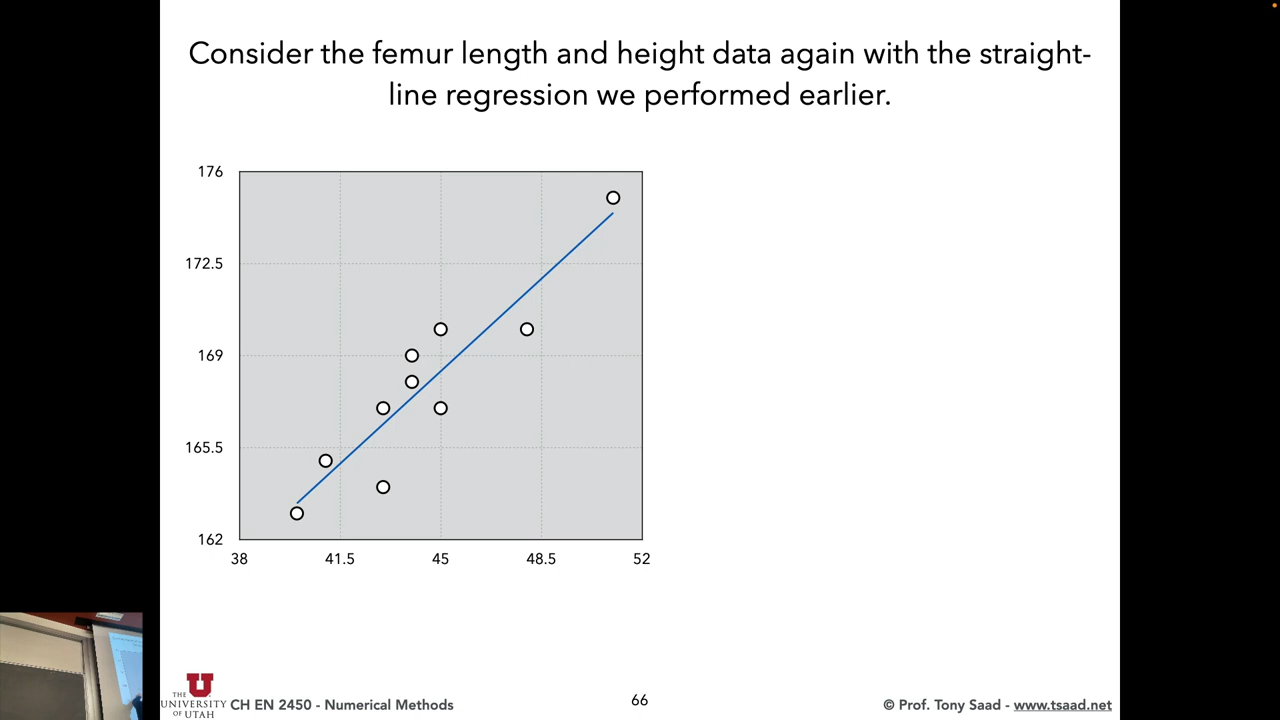 Consider the femur length and height data again with the straight-
line regression we performed earlier.
176
172.5
169
165.5
162
38 41.5 45 48.5 52
THE
UNIVERSITY
OF UTAH
CH EN 2450 - Numerical Methods
66
© Prof. Tony Saad - www.tsaad.net